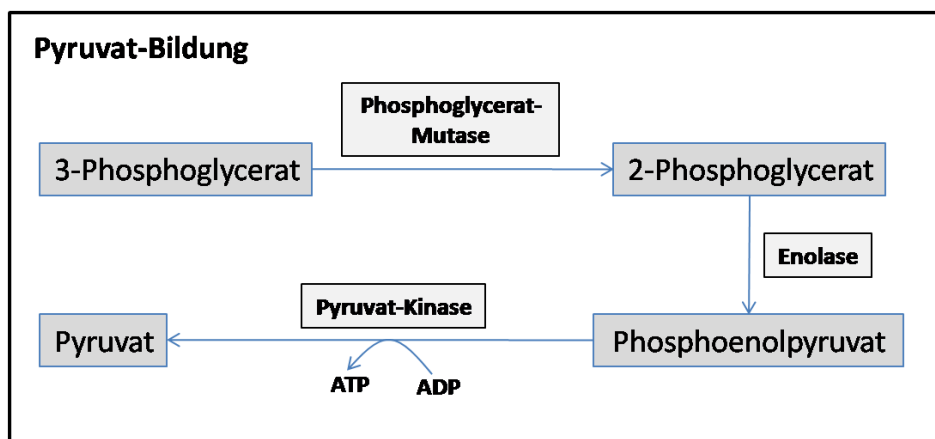 Pyruvat-Bildung
Phosphoglycerat-
Mutase
3-Phosphoglycerat
2-Phosphoglycerat
Enolase
Pyruvat-Kinase
Pyruvat
Phosphoenolpyruvat
ATP
ADP